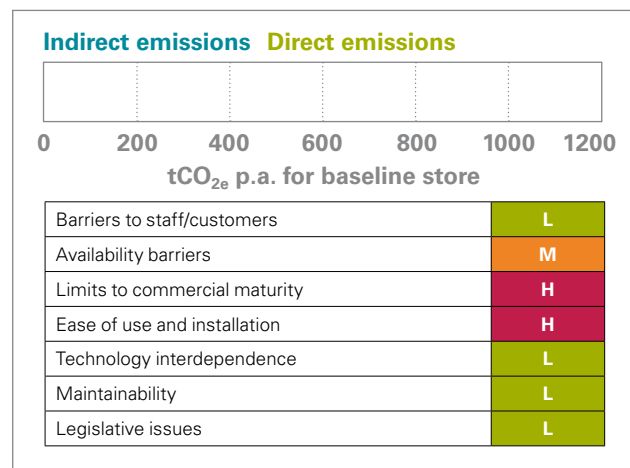 Indirect emissions Direct emissions
0 200 400 600 800 1000 1200
tCO2e p.a. for baseline store
Barriers to staff/customers L
Availability barriers M
Limits to commercial maturity H
Ease of use and installation H
Technology interdependence L
Maintainability L
Legislative issues L